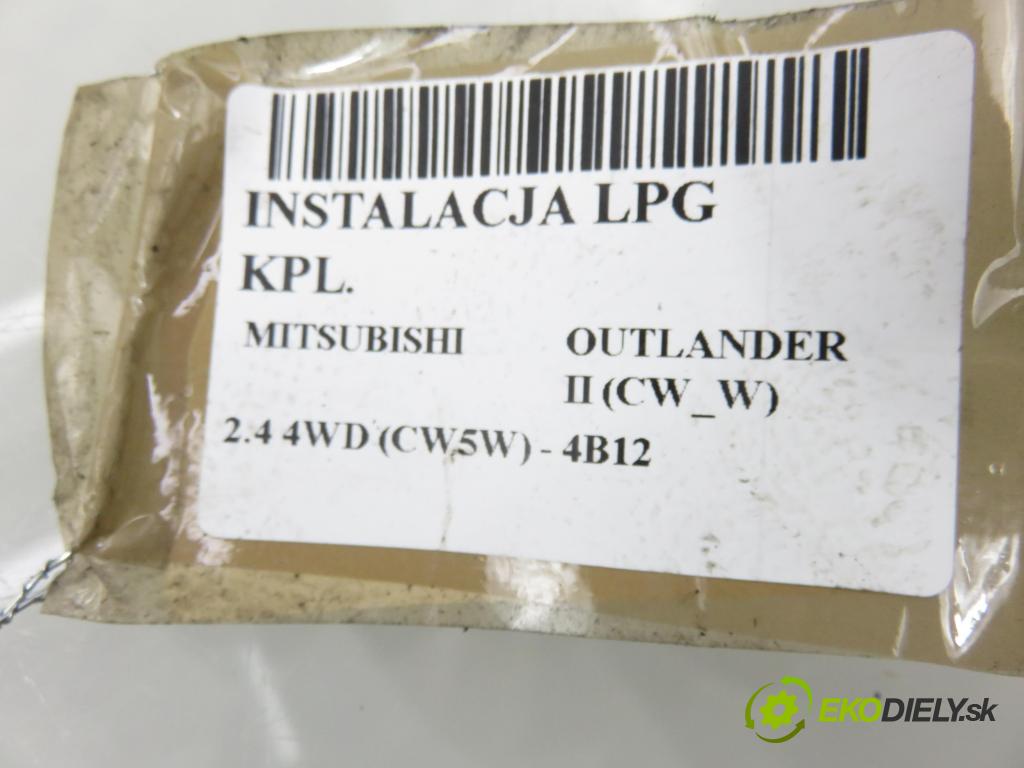 INSTALACJA LPG
KPL.
MITSUBISHI OUTLANDER
II (CW_W)
2.4 4WD (CW5W) - 4B12
EKODIELY.sk